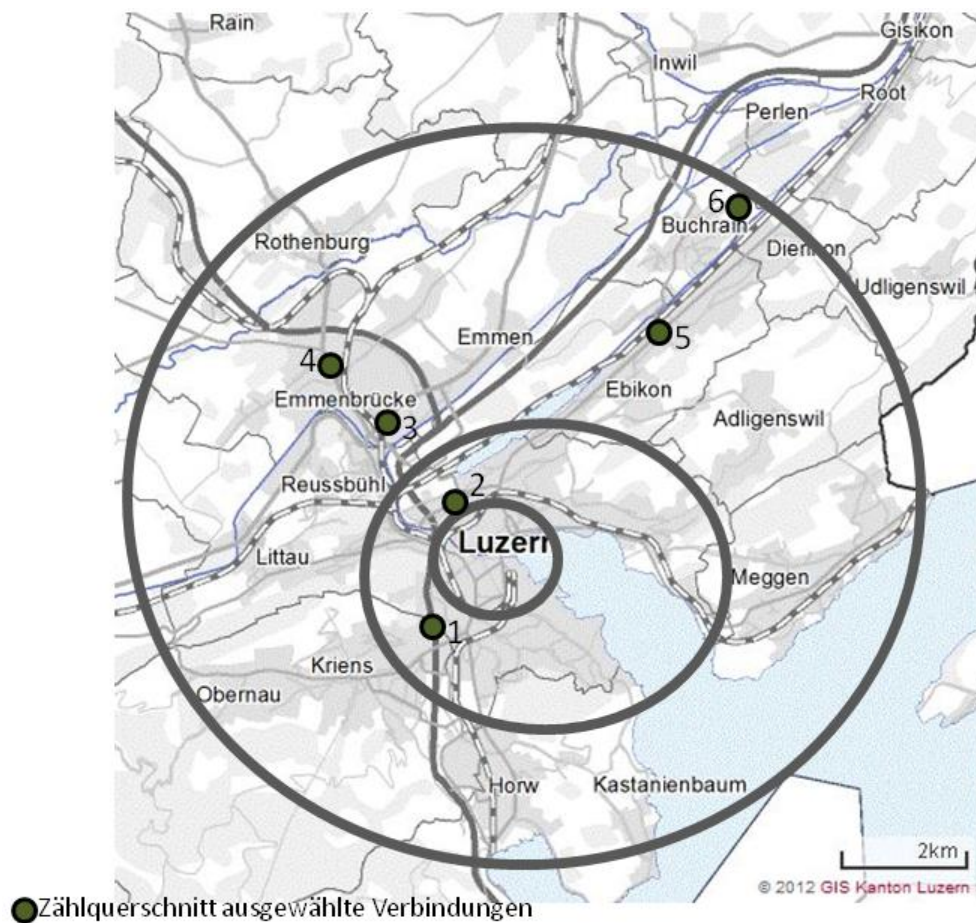 Rain
Gisikon
Inwil
Root
Perlen
6
Buchrain
Rothenburg
Udligenswil
Emmen
5
4
Ebikon
Emmenbrücke
3
Adligenswil
Reussbühl
2
Luzern
Littau
Meggen
1
Kriens
Obernau
Horw
Kastanienbaum
2km
© 2012 GIS Kanton Luzern
Zählquerschnitt ausgewählte Verbindungen